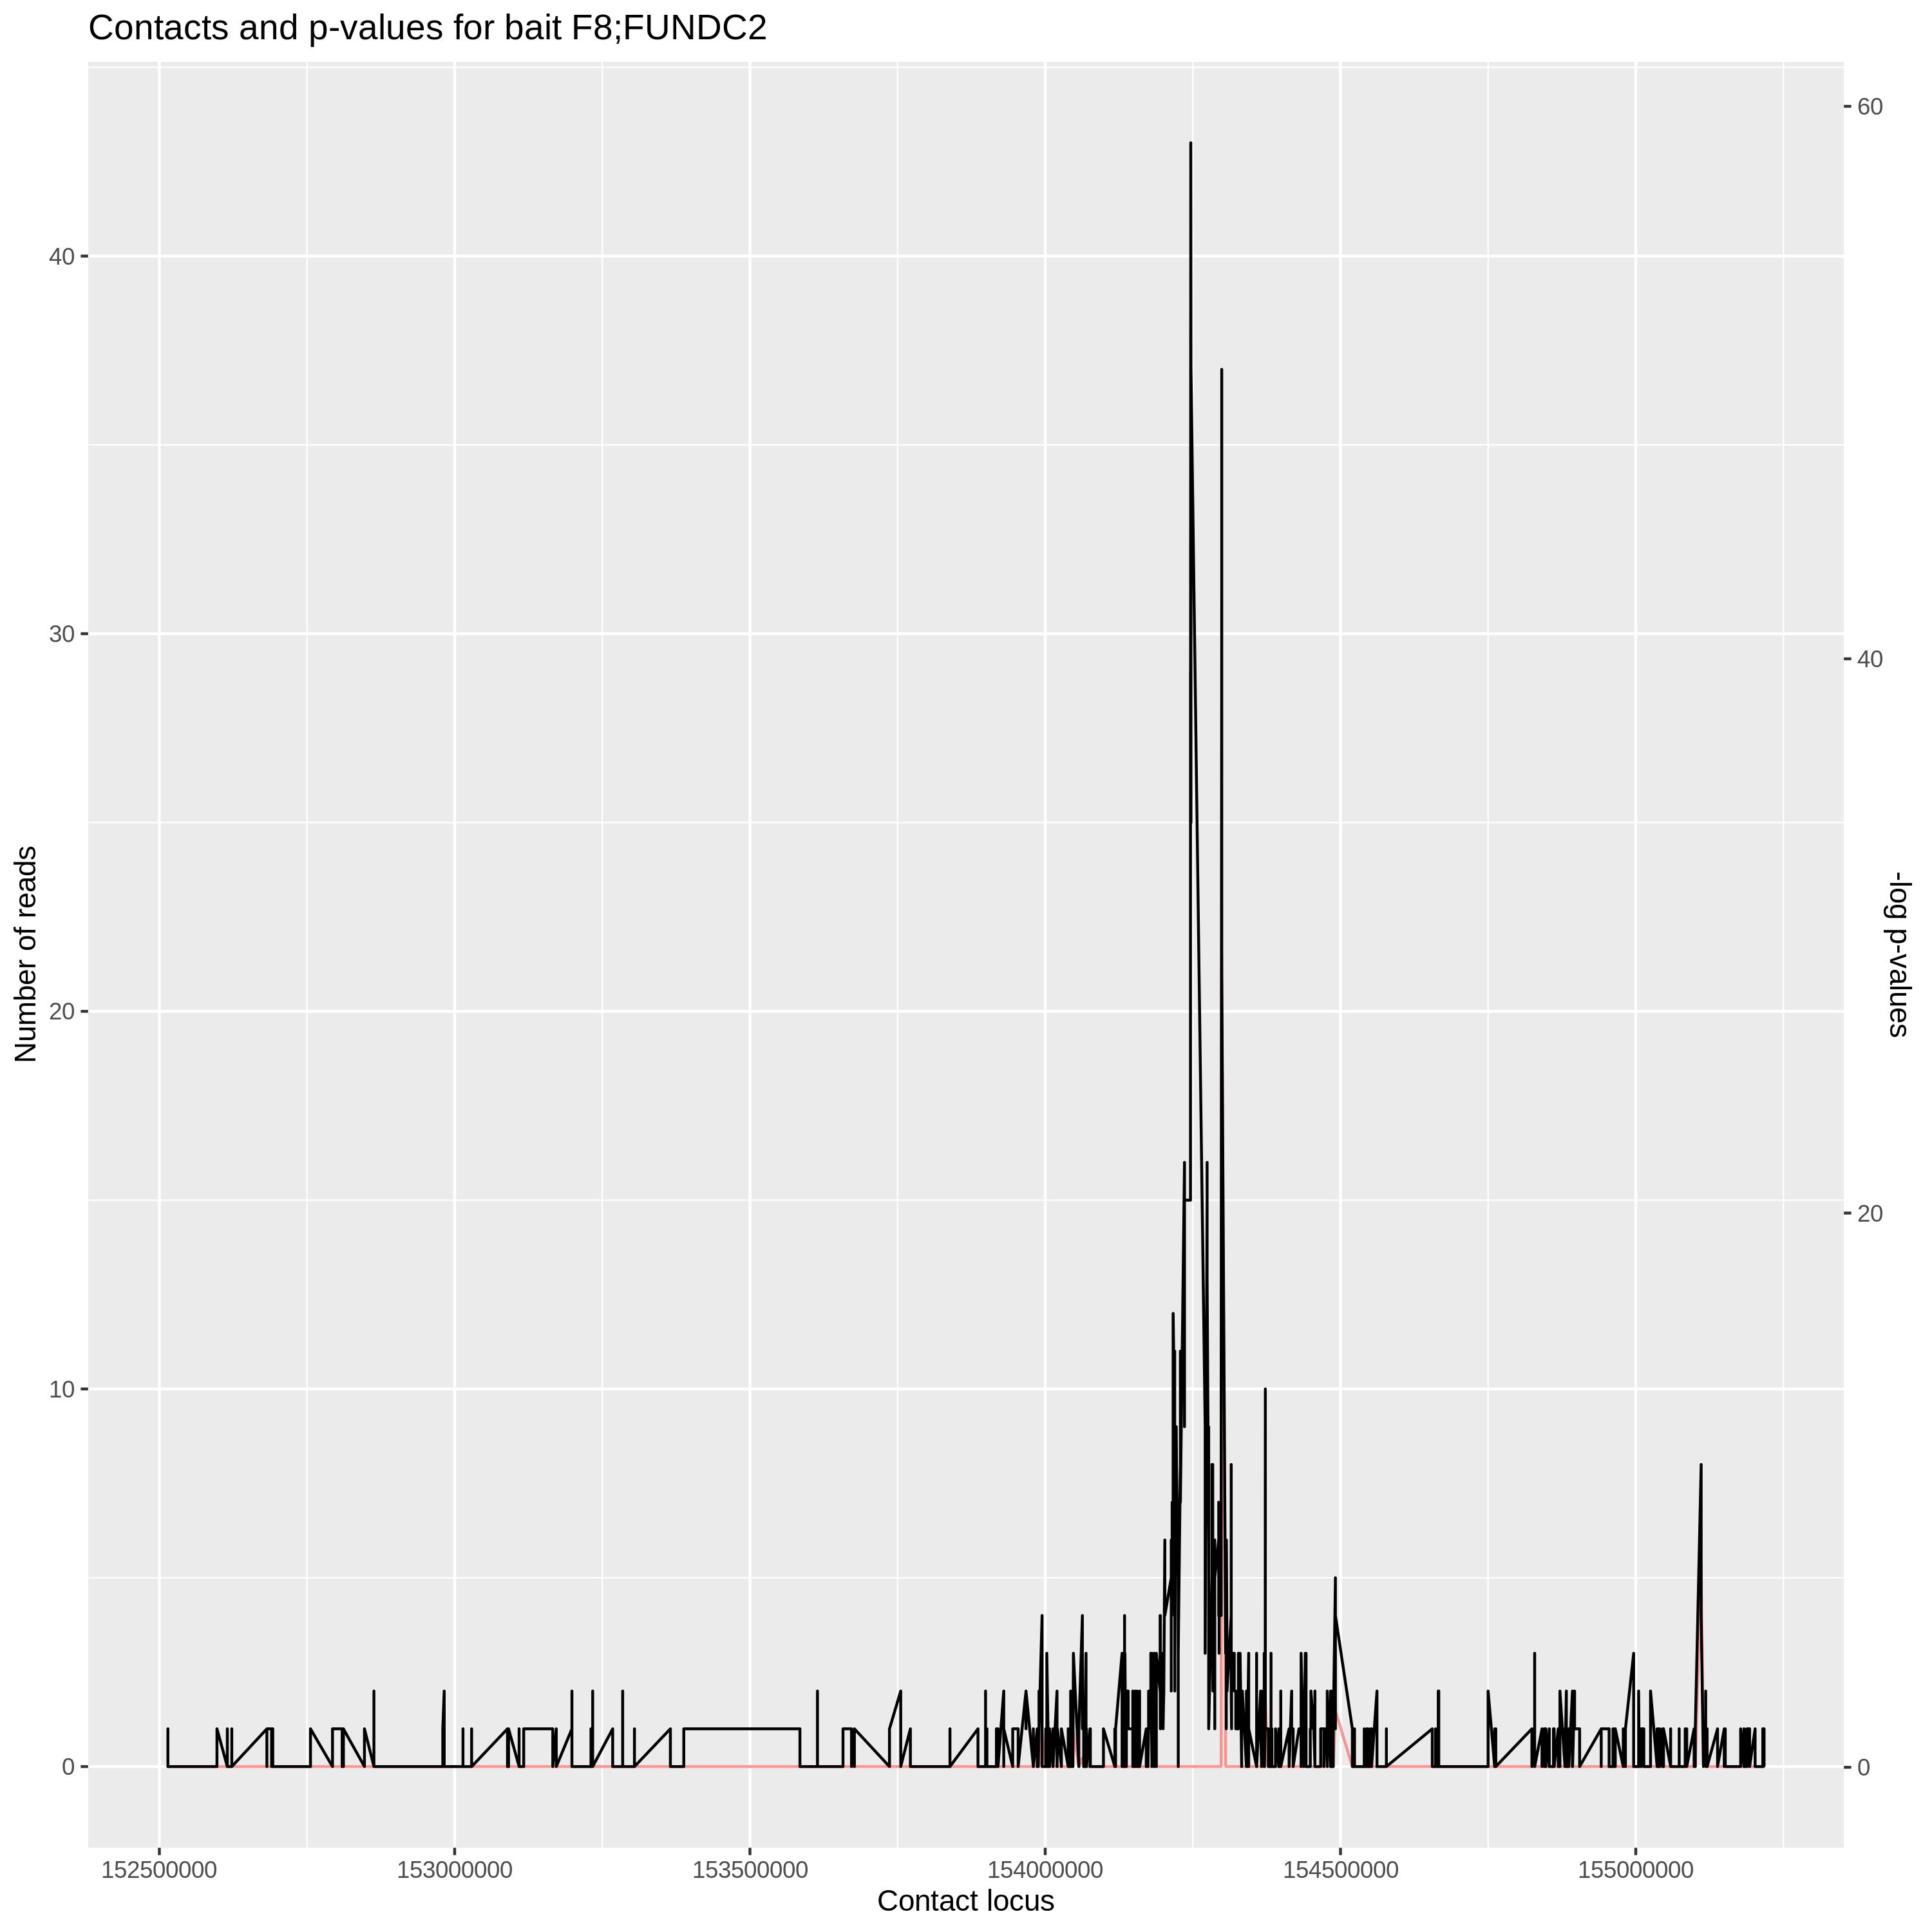 Contacts and p-values for bait F8;FUNDC2
60
40
30
40
20
20
10
0
0
Number of reads
-log p-values
152500000 153000000 153500000 154000000 154500000 155000000
Contact locus